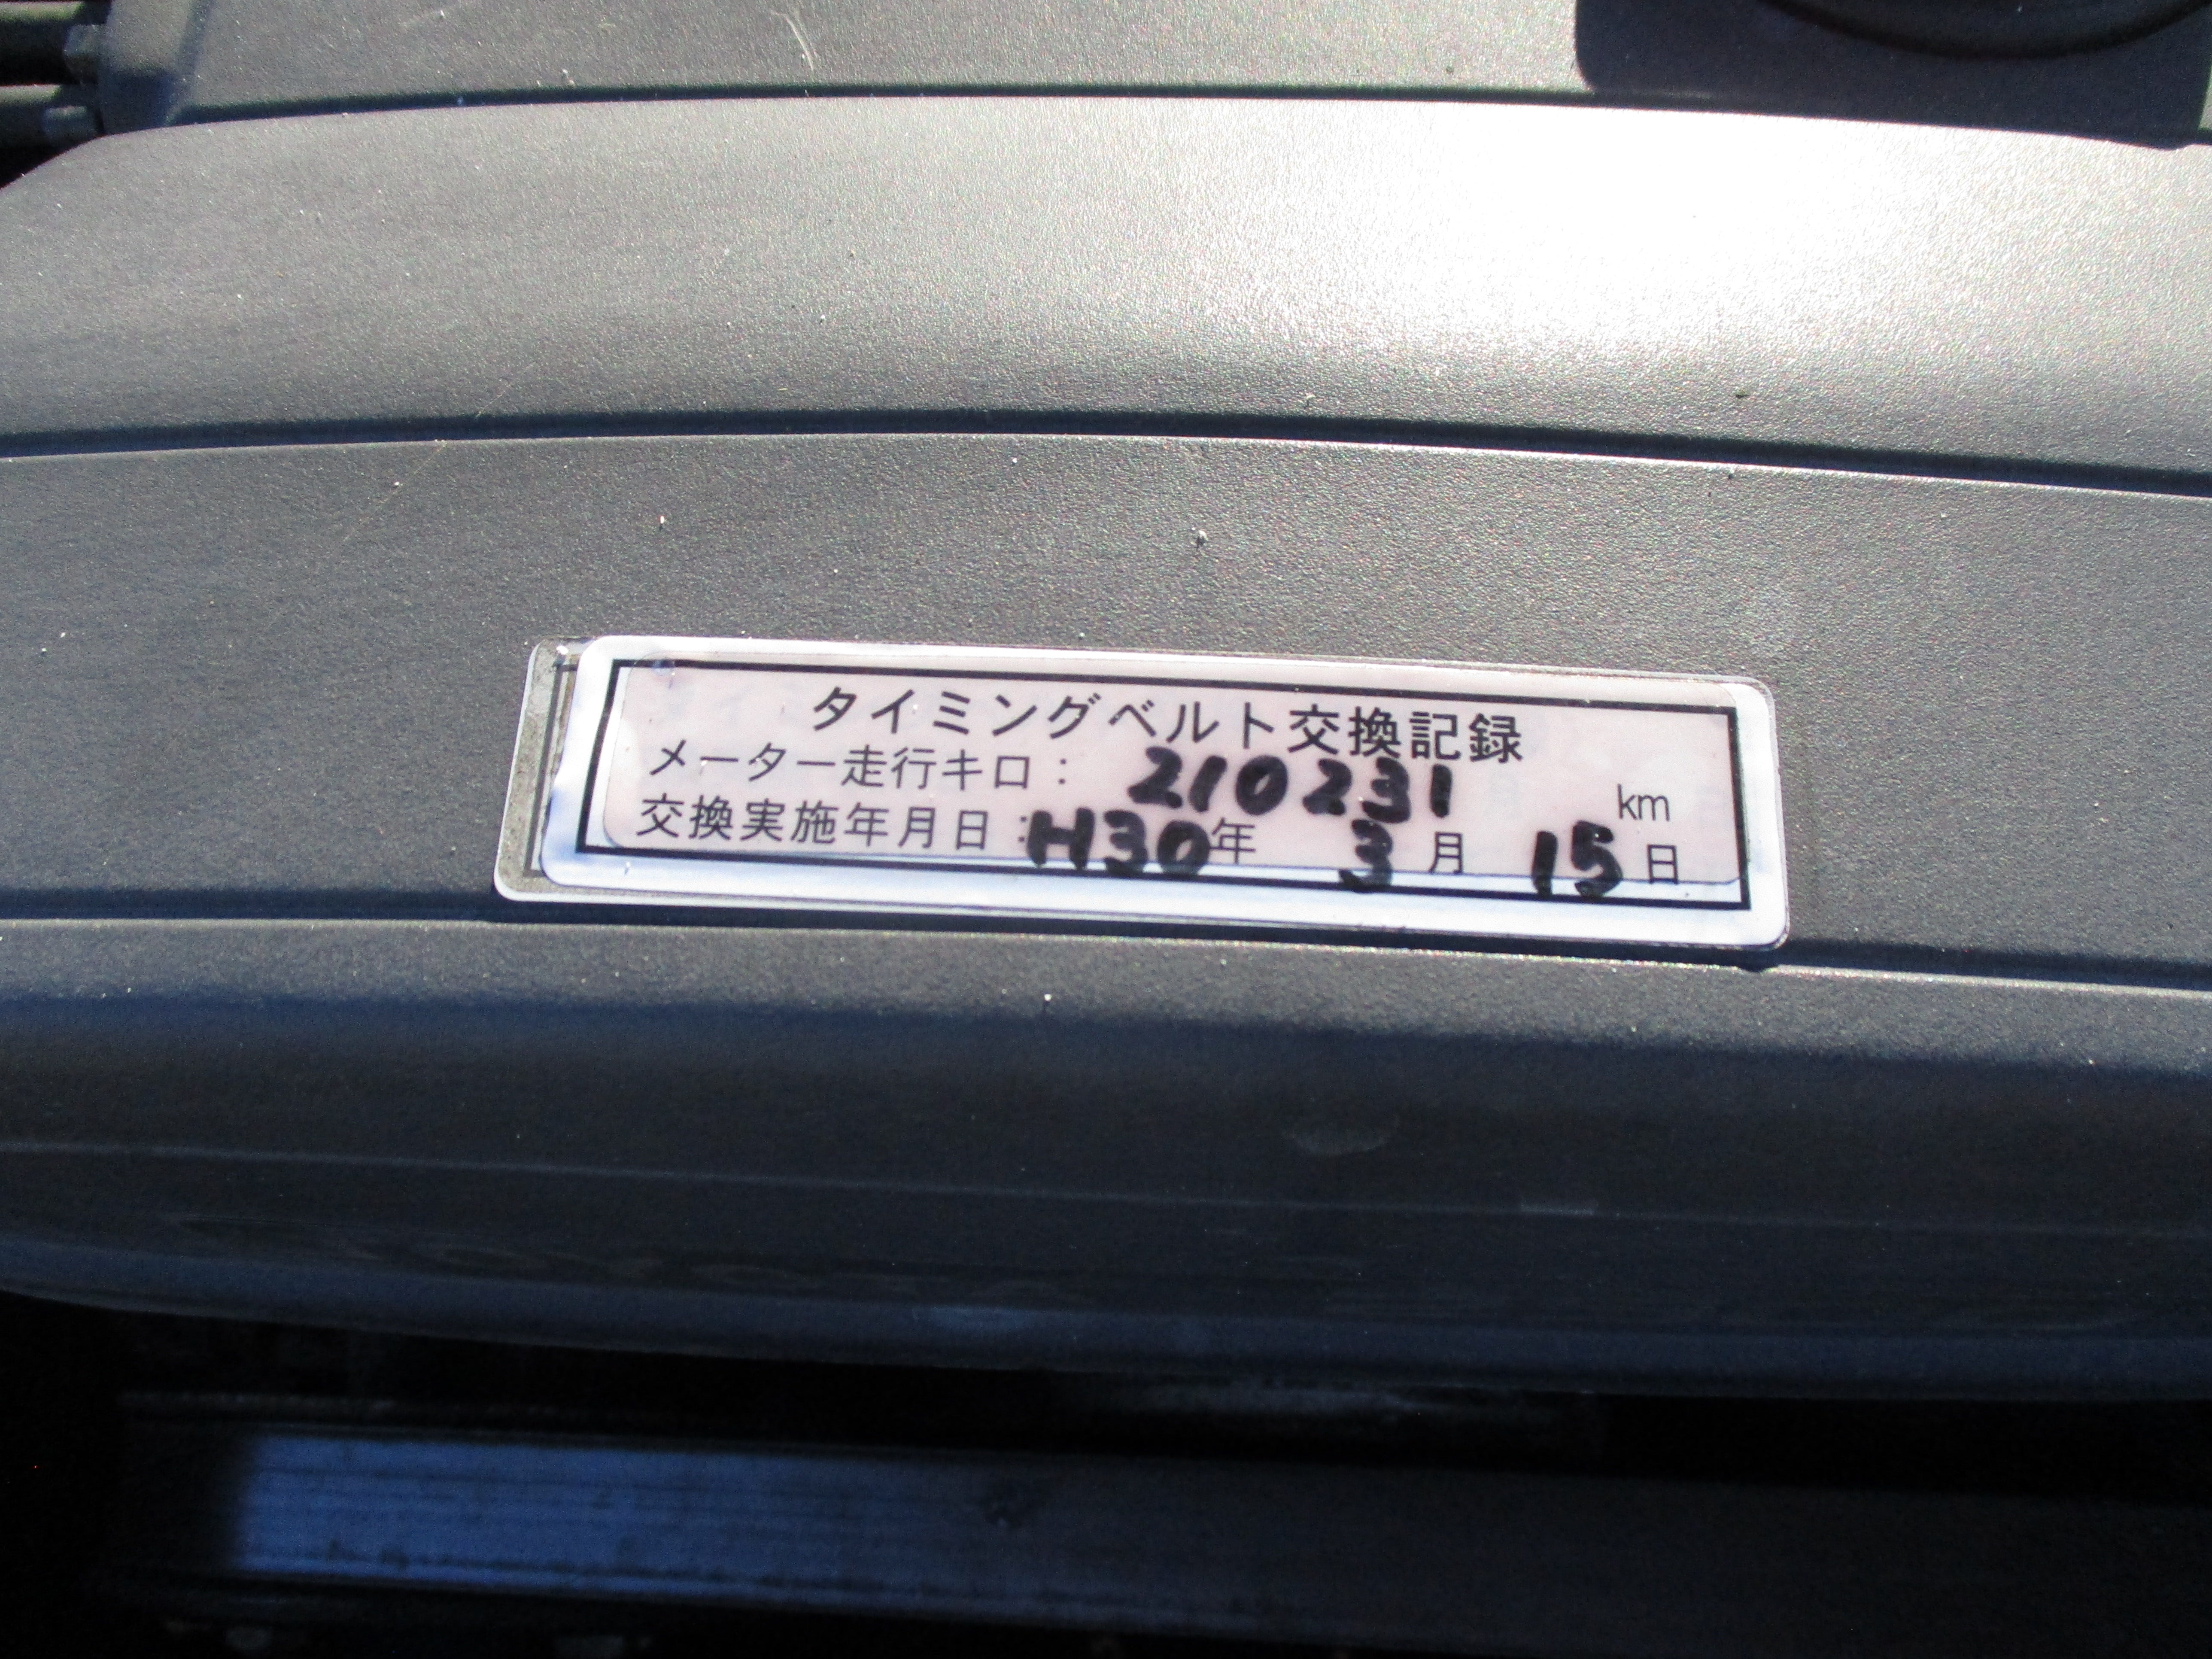 タイミングベルト交換記録
メーター走行キロ： 210231 km
交換実施年月日：H30年 3月 15日